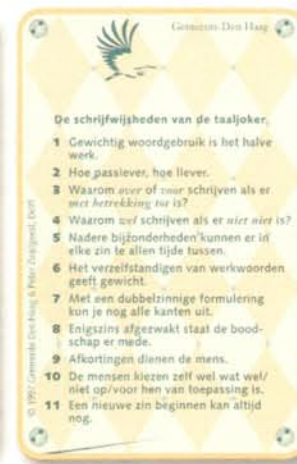 Gemeente Den Haag
De schrijfwijsheden van de taaljoker.
1 Gewichtig woordgebruik is het halve
werk.
2 Hoe passiever, hoe liever.
3 Waarom over of voor schrijven als er
met betrekking tot is?
4 Waarom wel schrijven als er niet niet is?
5 Nadere bijzonderheden kunnen er in
elke zin te allen tijde tussen.
6 Het verzelfstandigen van werkwoorden
geeft gewicht.
7 Met een dubbelzinnige formulering
kun je nog alle kanten uit.
8 Enigszins afgezwakt staat de bood-
schap er mede.
9 Afkortingen dienen de mens.
10 De mensen kiezen zelf wel wat wel/
niet op/voor hen van toepassing is.
11 Een nieuwe zin beginnen kan altijd
nog.
© 1997 Gemeente Den Haag & Peter Zuijdgeest, Delft